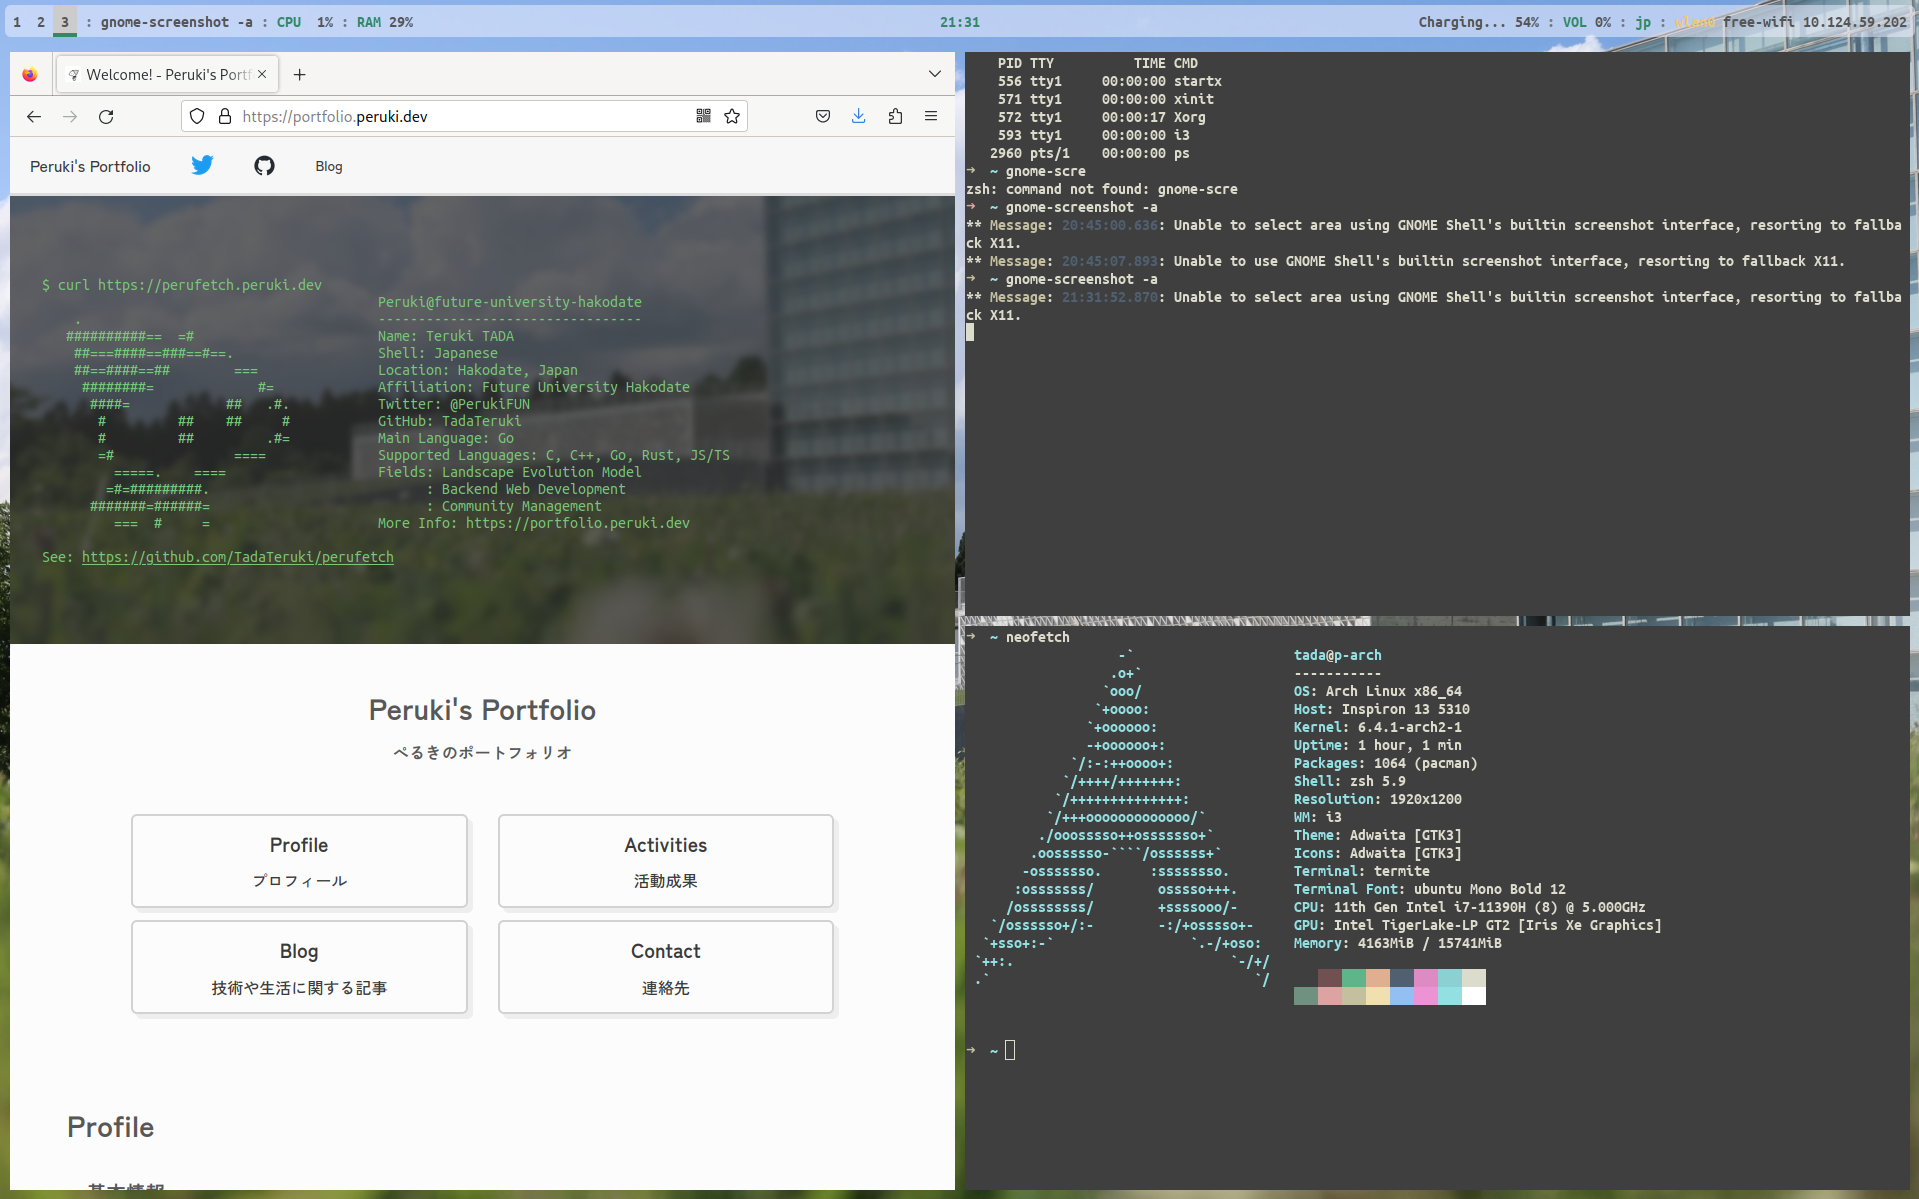 1 2 3 : gnome-screenshot -a : CPU 1% : RAM 29%
21:31
Charging... 54% : VOL 0% : jp : wlan0 free-wifi 10.124.59.202
Welcome! - Peruki's Portf
https://portfolio.peruki.dev
Peruki's Portfolio
Blog
$ curl https://perufetch.peruki.dev
Peruki@future-university-hakodate
---------------------------------
Name: Teruki TADA
Shell: Japanese
Location: Hakodate, Japan
Affiliation: Future University Hakodate
Twitter: @PerukiFUN
GitHub: TadaTeruki
Main Language: Go
Supported Languages: C, C++, Go, Rust, JS/TS
Fields: Landscape Evolution Model
: Backend Web Development
: Community Management
More Info: https://portfolio.peruki.dev
See: https://github.com/TadaTeruki/perufetch
Peruki's Portfolio
ぺるきのポートフォリオ
Profile
プロフィール
Activities
活動成果
Blog
技術や生活に関する記事
Contact
連絡先
Profile
PID TTY TIME CMD
556 tty1 00:00:00 startx
571 tty1 00:00:00 xinit
572 tty1 00:00:17 Xorg
593 tty1 00:00:00 i3
2960 pts/1 00:00:00 ps
→ ~ gnome-scre
zsh: command not found: gnome-scre
→ ~ gnome-screenshot -a
** Message: 20:45:00.636: Unable to select area using GNOME Shell's builtin screenshot interface, resorting to fallba
ck X11.
** Message: 20:45:07.893: Unable to use GNOME Shell's builtin screenshot interface, resorting to fallback X11.
→ ~ gnome-screenshot -a
** Message: 21:31:52.870: Unable to select area using GNOME Shell's builtin screenshot interface, resorting to fallba
ck X11.
→ ~ neofetch
tada@p-arch
-----------
OS: Arch Linux x86_64
Host: Inspiron 13 5310
Kernel: 6.4.1-arch2-1
Uptime: 1 hour, 1 min
Packages: 1064 (pacman)
Shell: zsh 5.9
Resolution: 1920x1200
WM: i3
Theme: Adwaita [GTK3]
Icons: Adwaita [GTK3]
Terminal: termite
Terminal Font: ubuntu Mono Bold 12
CPU: 11th Gen Intel i7-11390H (8) @ 5.000GHz
GPU: Intel TigerLake-LP GT2 [Iris Xe Graphics]
Memory: 4163MiB / 15741MiB
→ ~